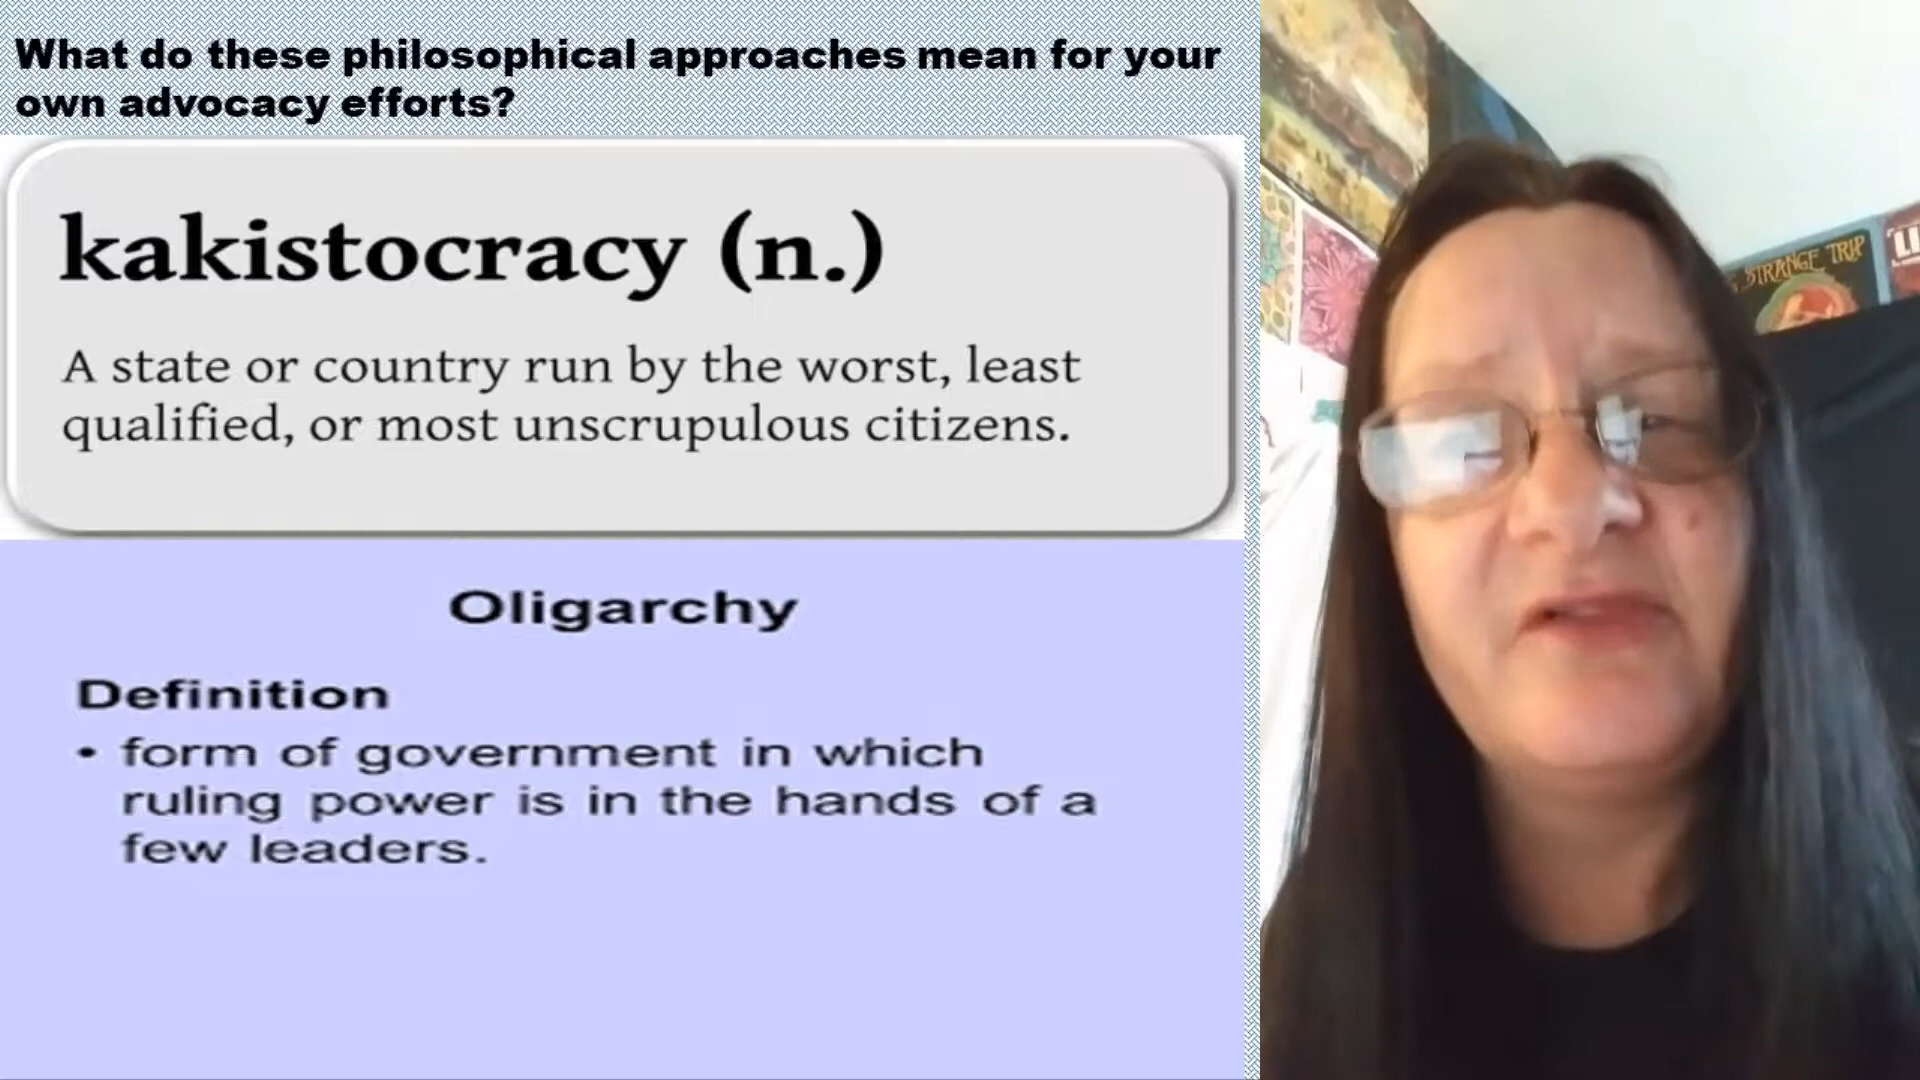 What do these philosophical approaches mean for your
own advocacy efforts?
kakistocracy (n.)
A state or country run by the worst, least
qualified, or most unscrupulous citizens.
Oligarchy
Definition
• form of government in which
ruling power is in the hands of a
few leaders.
STRANGE TRIP